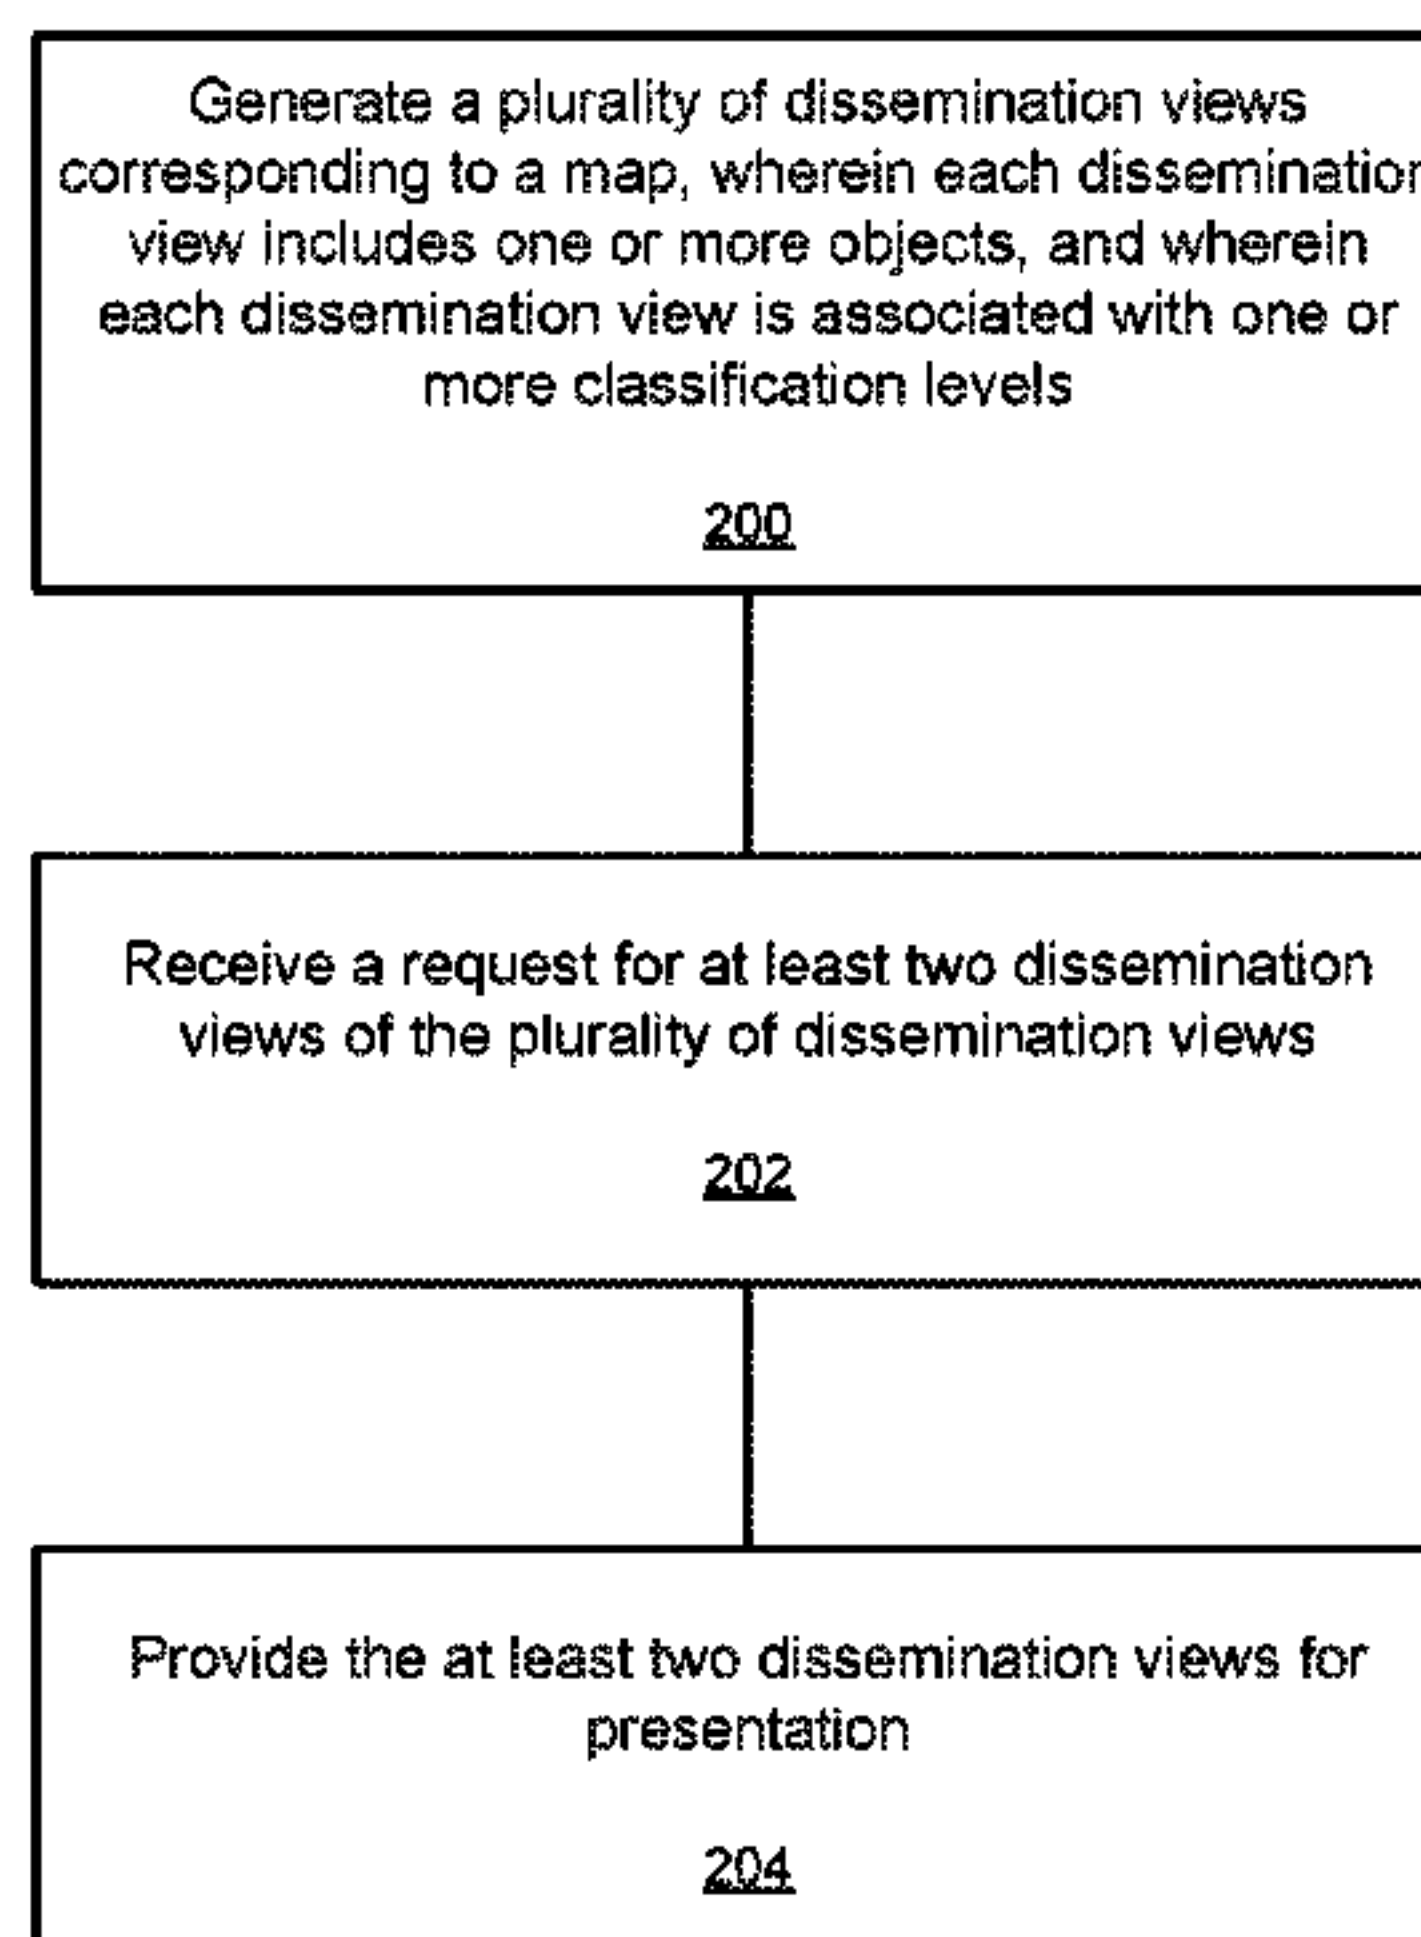 Generate a plurality of dissemination views
corresponding to a map, wherein each dissemination
view includes one or more objects, and wherein
each dissemination view is associated with one or
more classification levels
200
Receive a request for at least two dissemination
views of the plurality of dissemination views
202
Provide the at least two dissemination views for
presentation
204